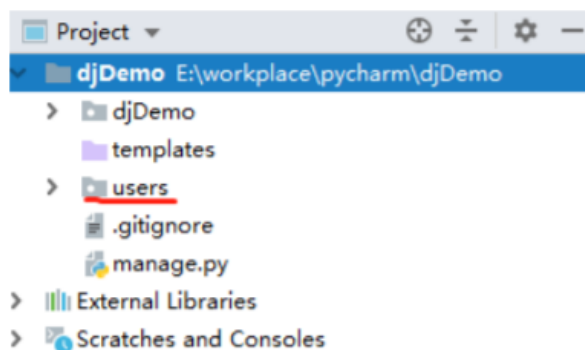 Project
djDemo E:\workplace\pycharm\djDemo
djDemo
templates
users
.gitignore
manage.py
External Libraries
Scratches and Consoles